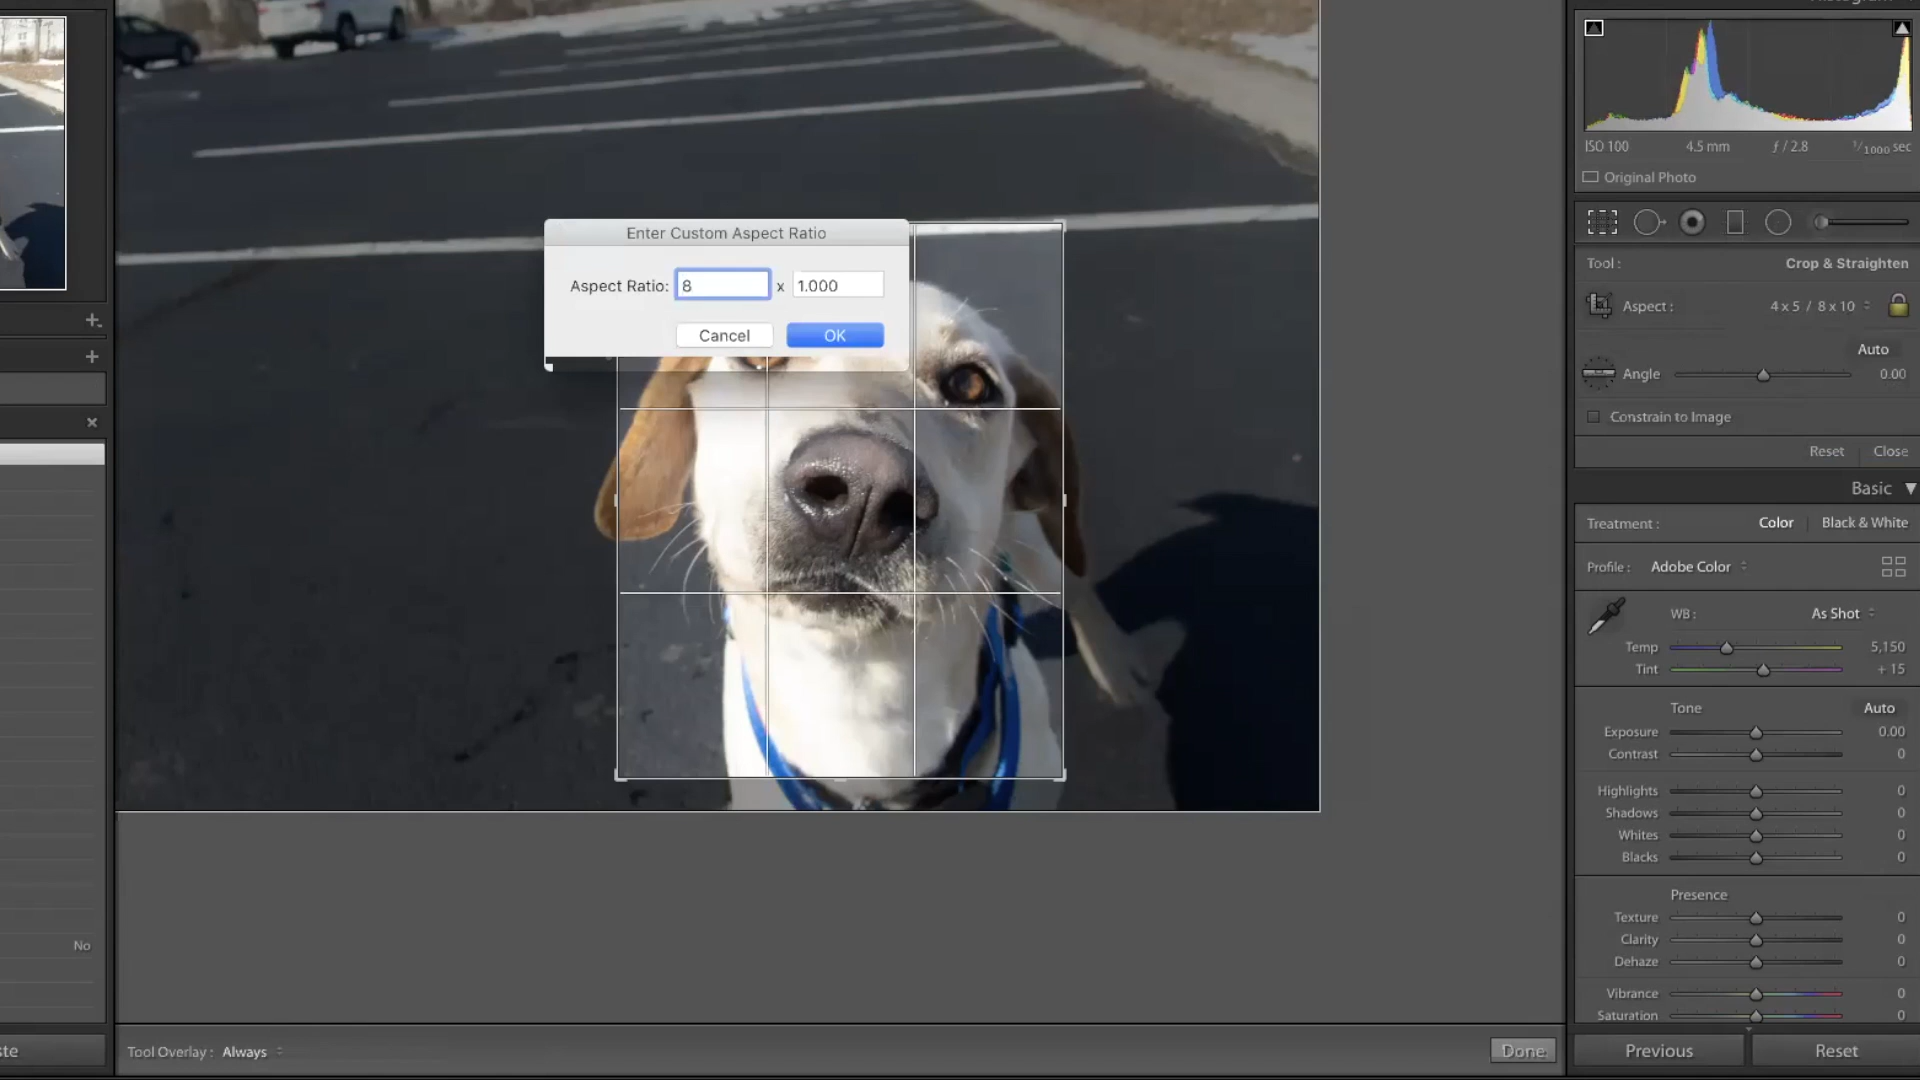 Histogram
ISO 100 4.5 mm ƒ / 2.8 1/1000 sec
Original Photo
Enter Custom Aspect Ratio
Aspect Ratio: 8 x 1.000
Cancel OK
Tool : Crop & Straighten
Aspect : 4 x 5 / 8 x 10
Auto
Angle 0.00
Constrain to Image
Reset Close
Basic
Treatment : Color Black & White
Profile : Adobe Color
WB : As Shot
Temp 5,150
Tint + 15
Tone Auto
Exposure 0.00
Contrast 0
Highlights 0
Shadows 0
Whites 0
Blacks 0
Presence
Texture 0
Clarity 0
Dehaze 0
Vibrance 0
Saturation 0
No
ste
Tool Overlay : Always
Done
Previous Reset